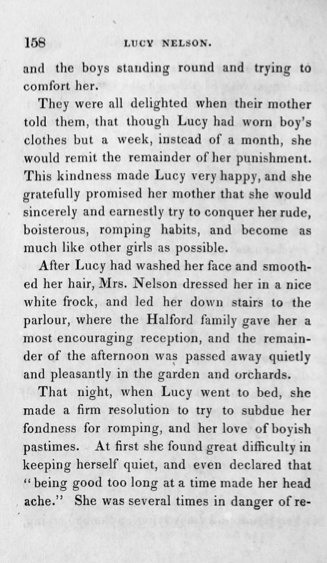 158 LUCY NELSON.
and the boys standing round and trying to
comfort her.
They were all delighted when their mother
told them, that though Lucy had worn boy's
clothes but a week, instead of a month, she
would remit the remainder of her punishment.
This kindness made Lucy very happy, and she
gratefully promised her mother that she would
sincerely and earnestly try to conquer her rude,
boisterous, romping habits, and become as
much like other girls as possible.
After Lucy had washed her face and smooth-
ed her hair, Mrs. Nelson dressed her in a nice
white frock, and led her down stairs to the
parlour, where the Halford family gave her a
most encouraging reception, and the remain-
der of the afternoon was passed away quietly
and pleasantly in the garden and orchards.
That night, when Lucy went to bed, she
made a firm resolution to try to subdue her
fondness for romping, and her love of boyish
pastimes. At first she found great difficulty in
keeping herself quiet, and even declared that
"being good too long at a time made her head
ache." She was several times in danger of re-